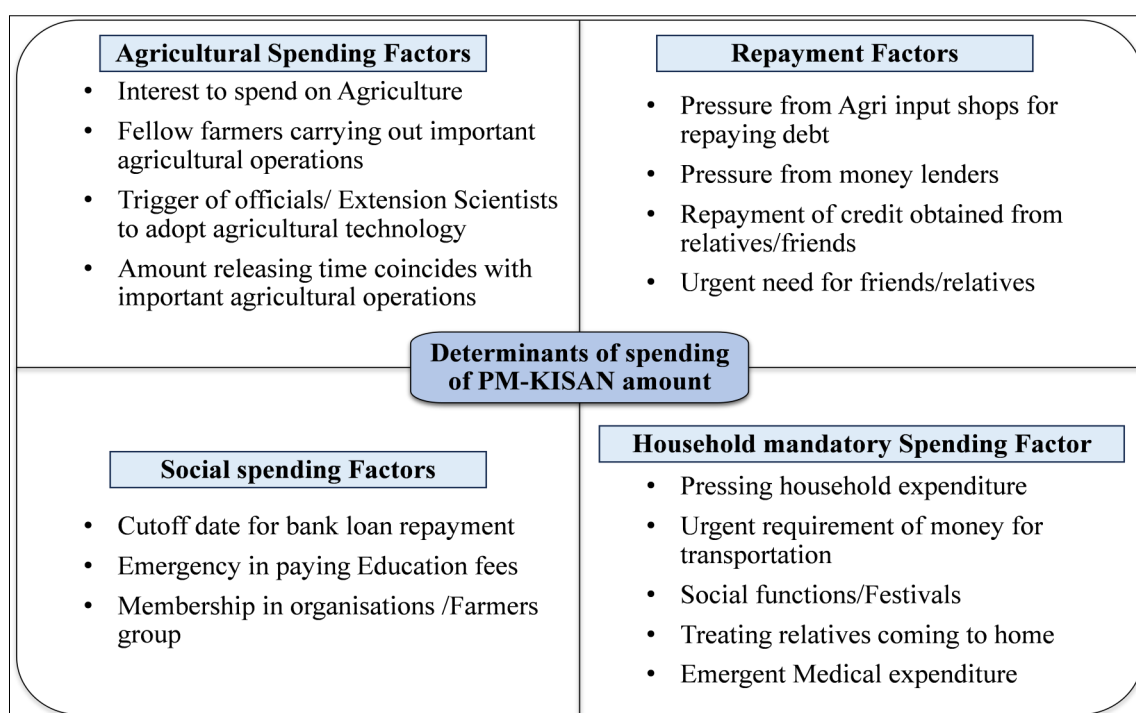 Agricultural Spending Factors
• Interest to spend on Agriculture
• Fellow farmers carrying out important
agricultural operations
• Trigger of officials/ Extension Scientists
to adopt agricultural technology
• Amount releasing time coincides with
important agricultural operations
Repayment Factors
• Pressure from Agri input shops for
repaying debt
• Pressure from money lenders
• Repayment of credit obtained from
relatives/friends
• Urgent need for friends/relatives
Determinants of spending
of PM-KISAN amount
Social spending Factors
• Cutoff date for bank loan repayment
• Emergency in paying Education fees
• Membership in organisations /Farmers
group
Household mandatory Spending Factor
• Pressing household expenditure
• Urgent requirement of money for
transportation
• Social functions/Festivals
• Treating relatives coming to home
• Emergent Medical expenditure